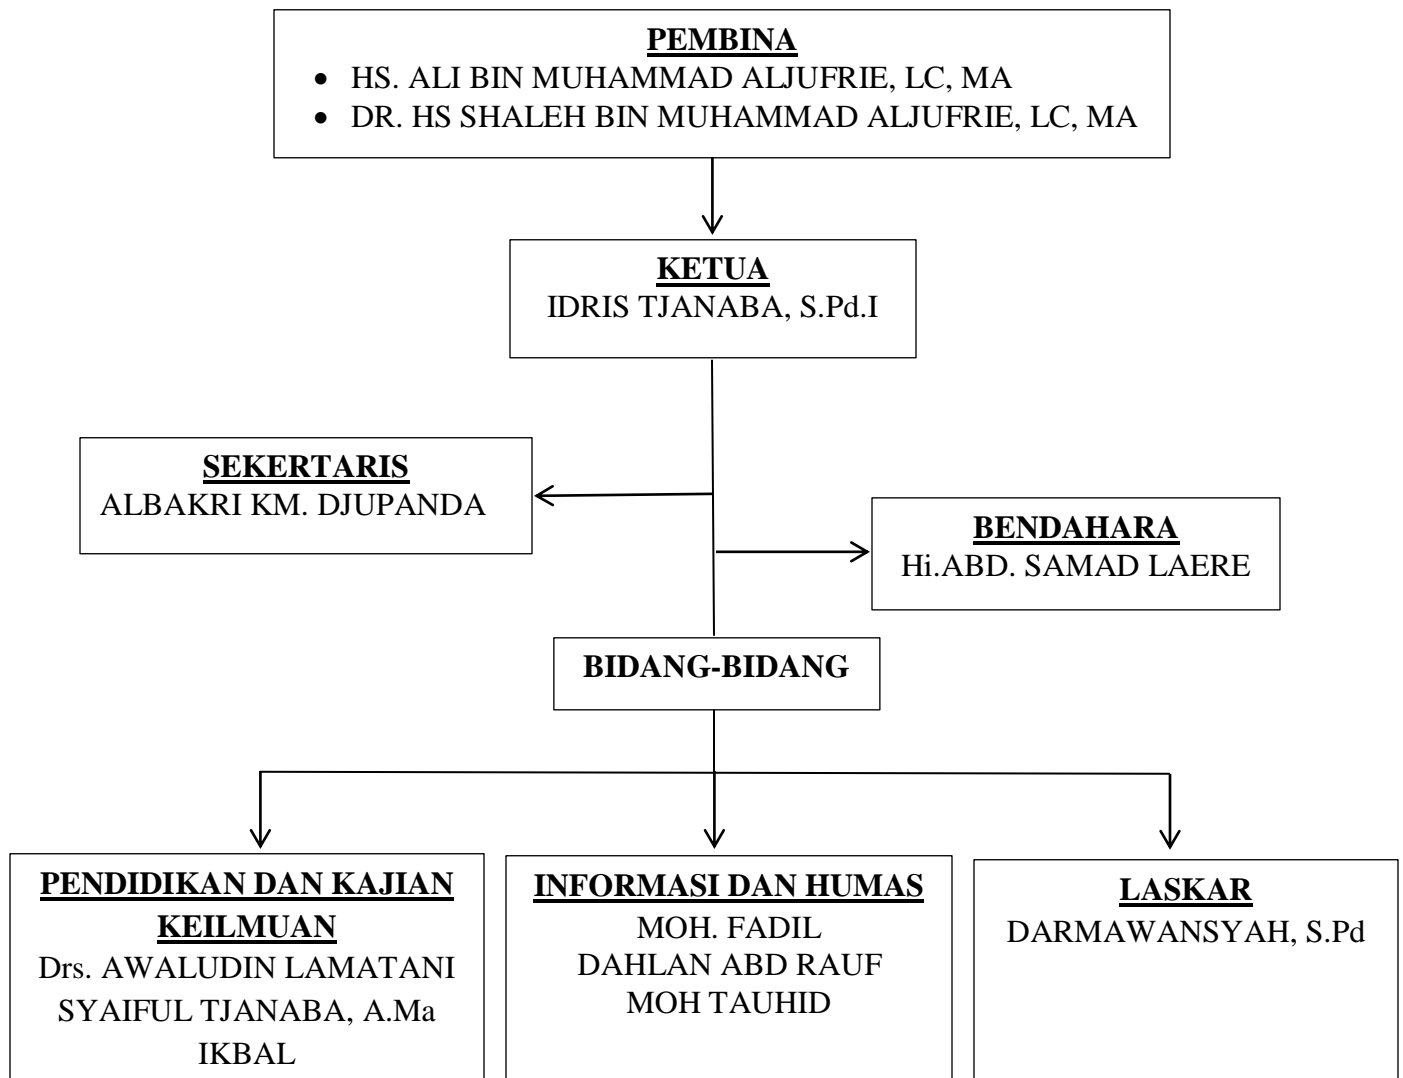 PEMBINA
• HS. ALI BIN MUHAMMAD ALJUFRIE, LC, MA
• DR. HS SHALEH BIN MUHAMMAD ALJUFRIE, LC, MA
KETUA
IDRIS TJANABA, S.Pd.I
SEKERTARIS
ALBAKRI KM. DJUPANDA
BENDAHARA
Hi.ABD. SAMAD LAERE
BIDANG-BIDANG
PENDIDIKAN DAN KAJIAN
KEILMUAN
Drs. AWALUDIN LAMATANI
SYAIFUL TJANABA, A.Ma
IKBAL
INFORMASI DAN HUMAS
MOH. FADIL
DAHLAN ABD RAUF
MOH TAUHID
LASKAR
DARMAWANSYAH, S.Pd